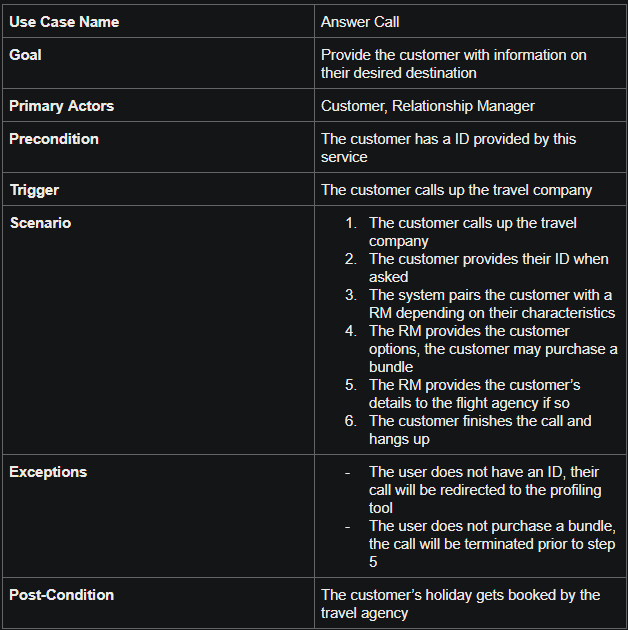 Use Case Name
Answer Call
Goal
Provide the customer with information on
their desired destination
Primary Actors
Customer, Relationship Manager
Precondition
The customer has a ID provided by this
service
Trigger
The customer calls up the travel company
Scenario
1. The customer calls up the travel
company
2. The customer provides their ID when
asked
3. The system pairs the customer with a
RM depending on their characteristics
4. The RM provides the customer
options, the customer may purchase a
bundle
5. The RM provides the customer’s
details to the flight agency if so
6. The customer finishes the call and
hangs up
Exceptions
- The user does not have an ID, their
call will be redirected to the profiling
tool
- The user does not purchase a bundle,
the call will be terminated prior to step
5
Post-Condition
The customer’s holiday gets booked by the
travel agency